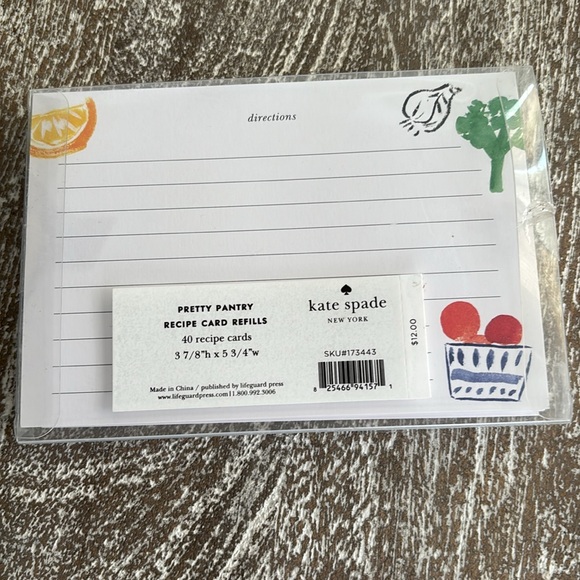 directions
PRETTY PANTRY
RECIPE CARD REFILLS
40 recipe cards
3 7/8"h x 5 3/4"w
Made in China / published by lifeguard press
www.lifeguardpress.com | 1.800.992.3006
kate spade
NEW YORK
SKU#173443
8 25466 94157 1
$12.00